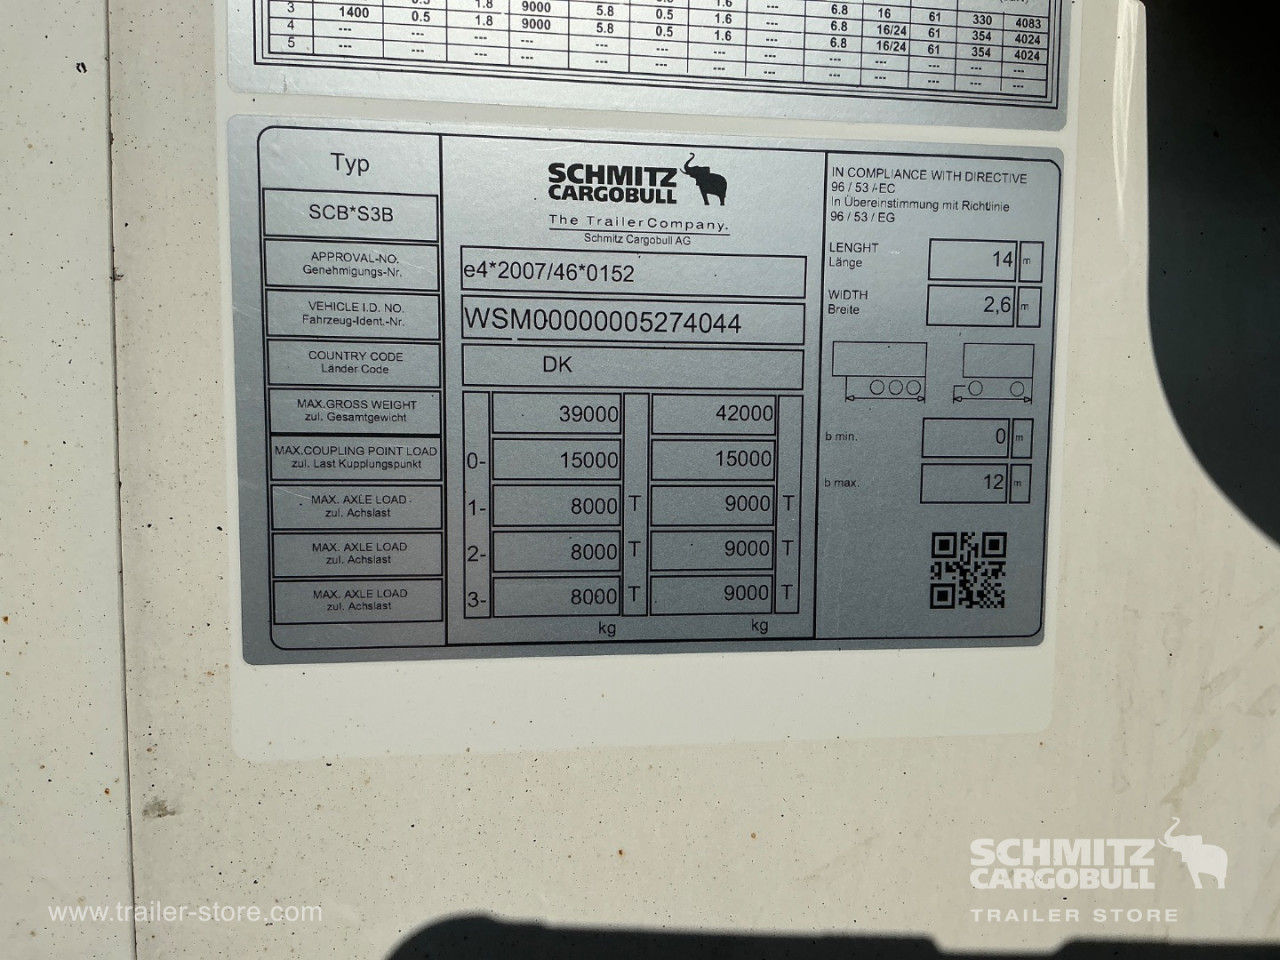 3 1400 0.5 1.8 9000 5.8 0.5 1.6 --- 6.8 16 61 330 4083
4 --- 0.5 1.8 9000 5.8 0.5 1.6 --- 6.8 16/24 61 354 4024
5 --- --- --- --- --- --- --- --- 6.8 16/24 61 354 4024
Typ
SCB*S3B
APPROVAL-NO.
Genehmigungs-Nr.
VEHICLE I.D. NO.
Fahrzeug-Ident.-Nr.
COUNTRY CODE
Länder Code
MAX.GROSS WEIGHT
zul. Gesamtgewicht
MAX.COUPLING POINT LOAD
zul. Last Kupplungspunkt
MAX. AXLE LOAD
zul. Achslast
MAX. AXLE LOAD
zul. Achslast
MAX. AXLE LOAD
zul. Achslast
SCHMITZ
CARGOBULL
The TrailerCompany.
Schmitz Cargobull AG
e4*2007/46*0152
WSM00000005274044
DK
39000 42000
0- 15000 15000
1- 8000 T 9000 T
2- 8000 T 9000 T
3- 8000 T 9000 T
kg kg
IN COMPLIANCE WITH DIRECTIVE
96 / 53 /-EC
In Übereinstimmung mit Richtlinie
96 / 53 / EG
LENGHT
Länge
14 m
WIDTH
Breite
2,6 m
b min. 0 m
b max. 12 m
www.trailer-store.com
SCHMITZ
CARGOBULL
TRAILER STORE